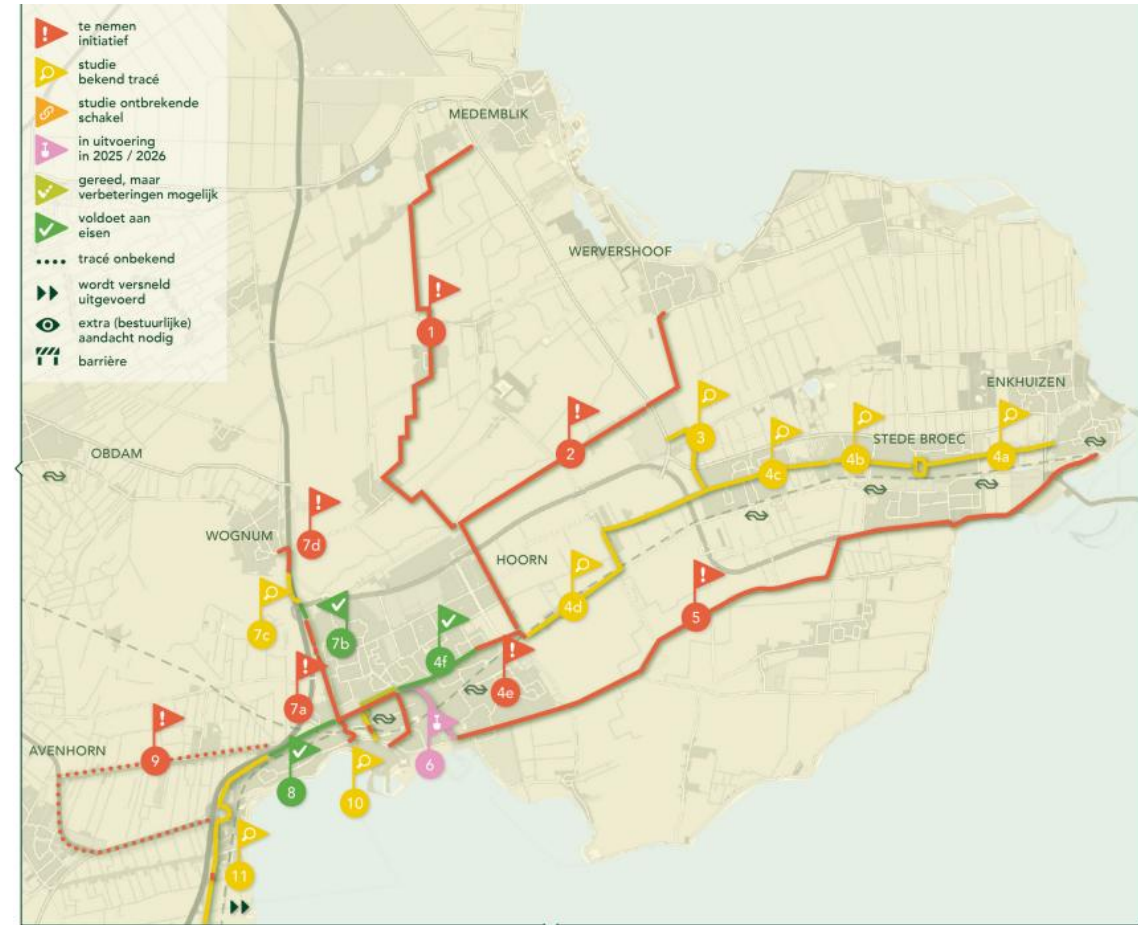 te nemen
initiatief
studie
bekend tracé
studie ontbrekende
schakel
in uitvoering
in 2025 / 2026
gereed, maar
verbeteringen mogelijk
voldoet aan
eisen
tracé onbekend
wordt versneld
uitgevoerd
extra (bestuurlijke)
aandacht nodig
barrière
MEDEMBLIK
WERVERSHOOF
1
ENKHUIZEN
2
3
4c
4b
STEDE BROEC
4a
OBDAM
WOGNUM
7d
HOORN
4d
5
7c
7b
4f
4e
7a
AVENHORN
9
8
10
6
11